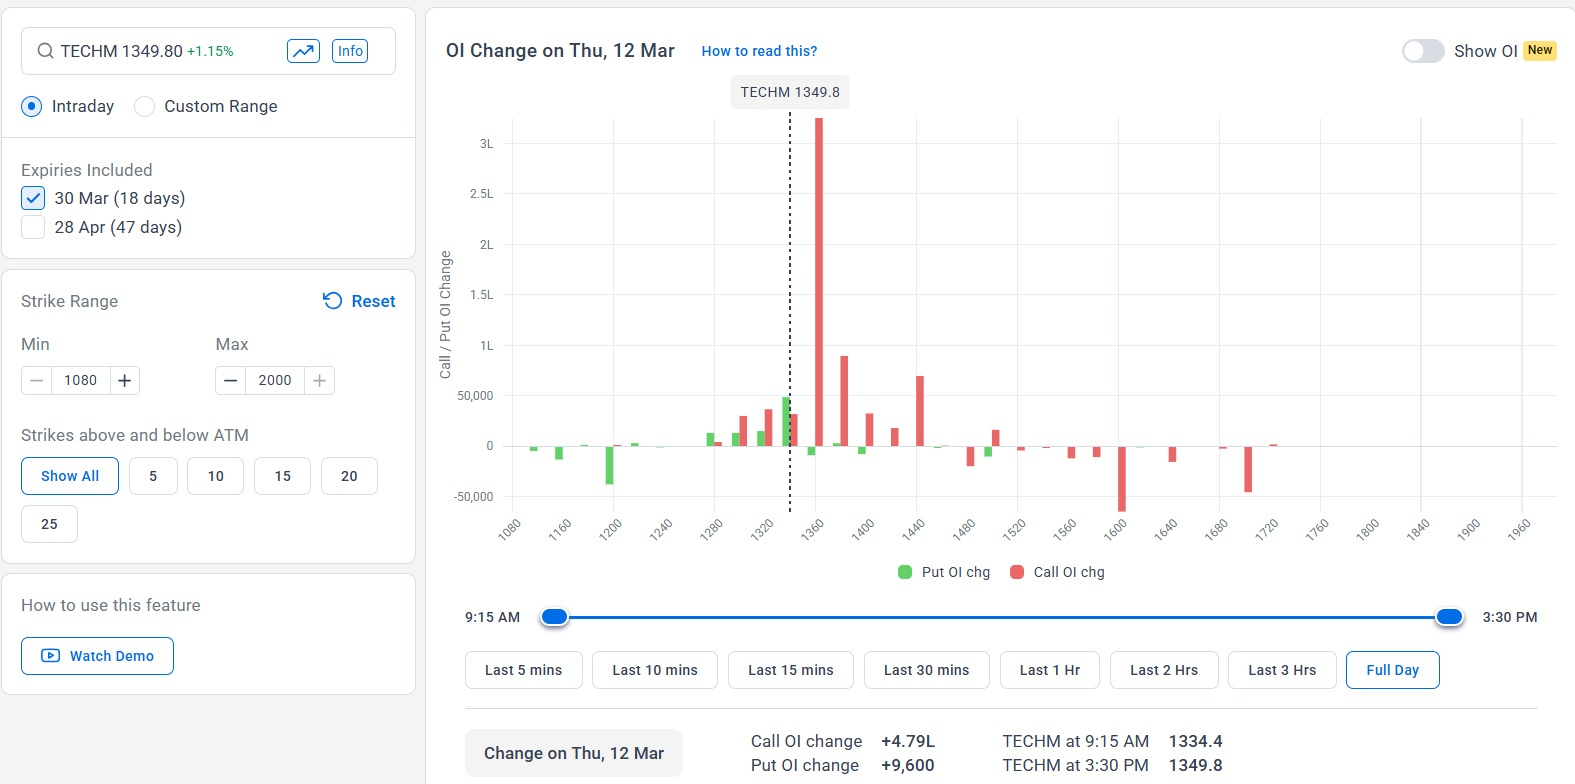 TECHM 1349.80 +1.15% Info
Intraday Custom Range
Expiries Included
30 Mar (18 days)
28 Apr (47 days)
Strike Range Reset
Min Max
1080 2000
Strikes above and below ATM
Show All 5 10 15 20
25
How to use this feature
Watch Demo
OI Change on Thu, 12 Mar How to read this? Show OI New
TECHM 1349.8
Call / Put OI Change
3L
2.5L
2L
1.5L
1L
50,000
0
-50,000
1080 1160 1200 1240 1280 1320 1360 1400 1440 1480 1520 1560 1600 1640 1680 1720 1760 1800 1840 1900 1960
Put OI chg Call OI chg
9:15 AM 3:30 PM
Last 5 mins Last 10 mins Last 15 mins Last 30 mins Last 1 Hr Last 2 Hrs Last 3 Hrs Full Day
Change on Thu, 12 Mar
Call OI change +4.79L TECHM at 9:15 AM 1334.4
Put OI change +9,600 TECHM at 3:30 PM 1349.8